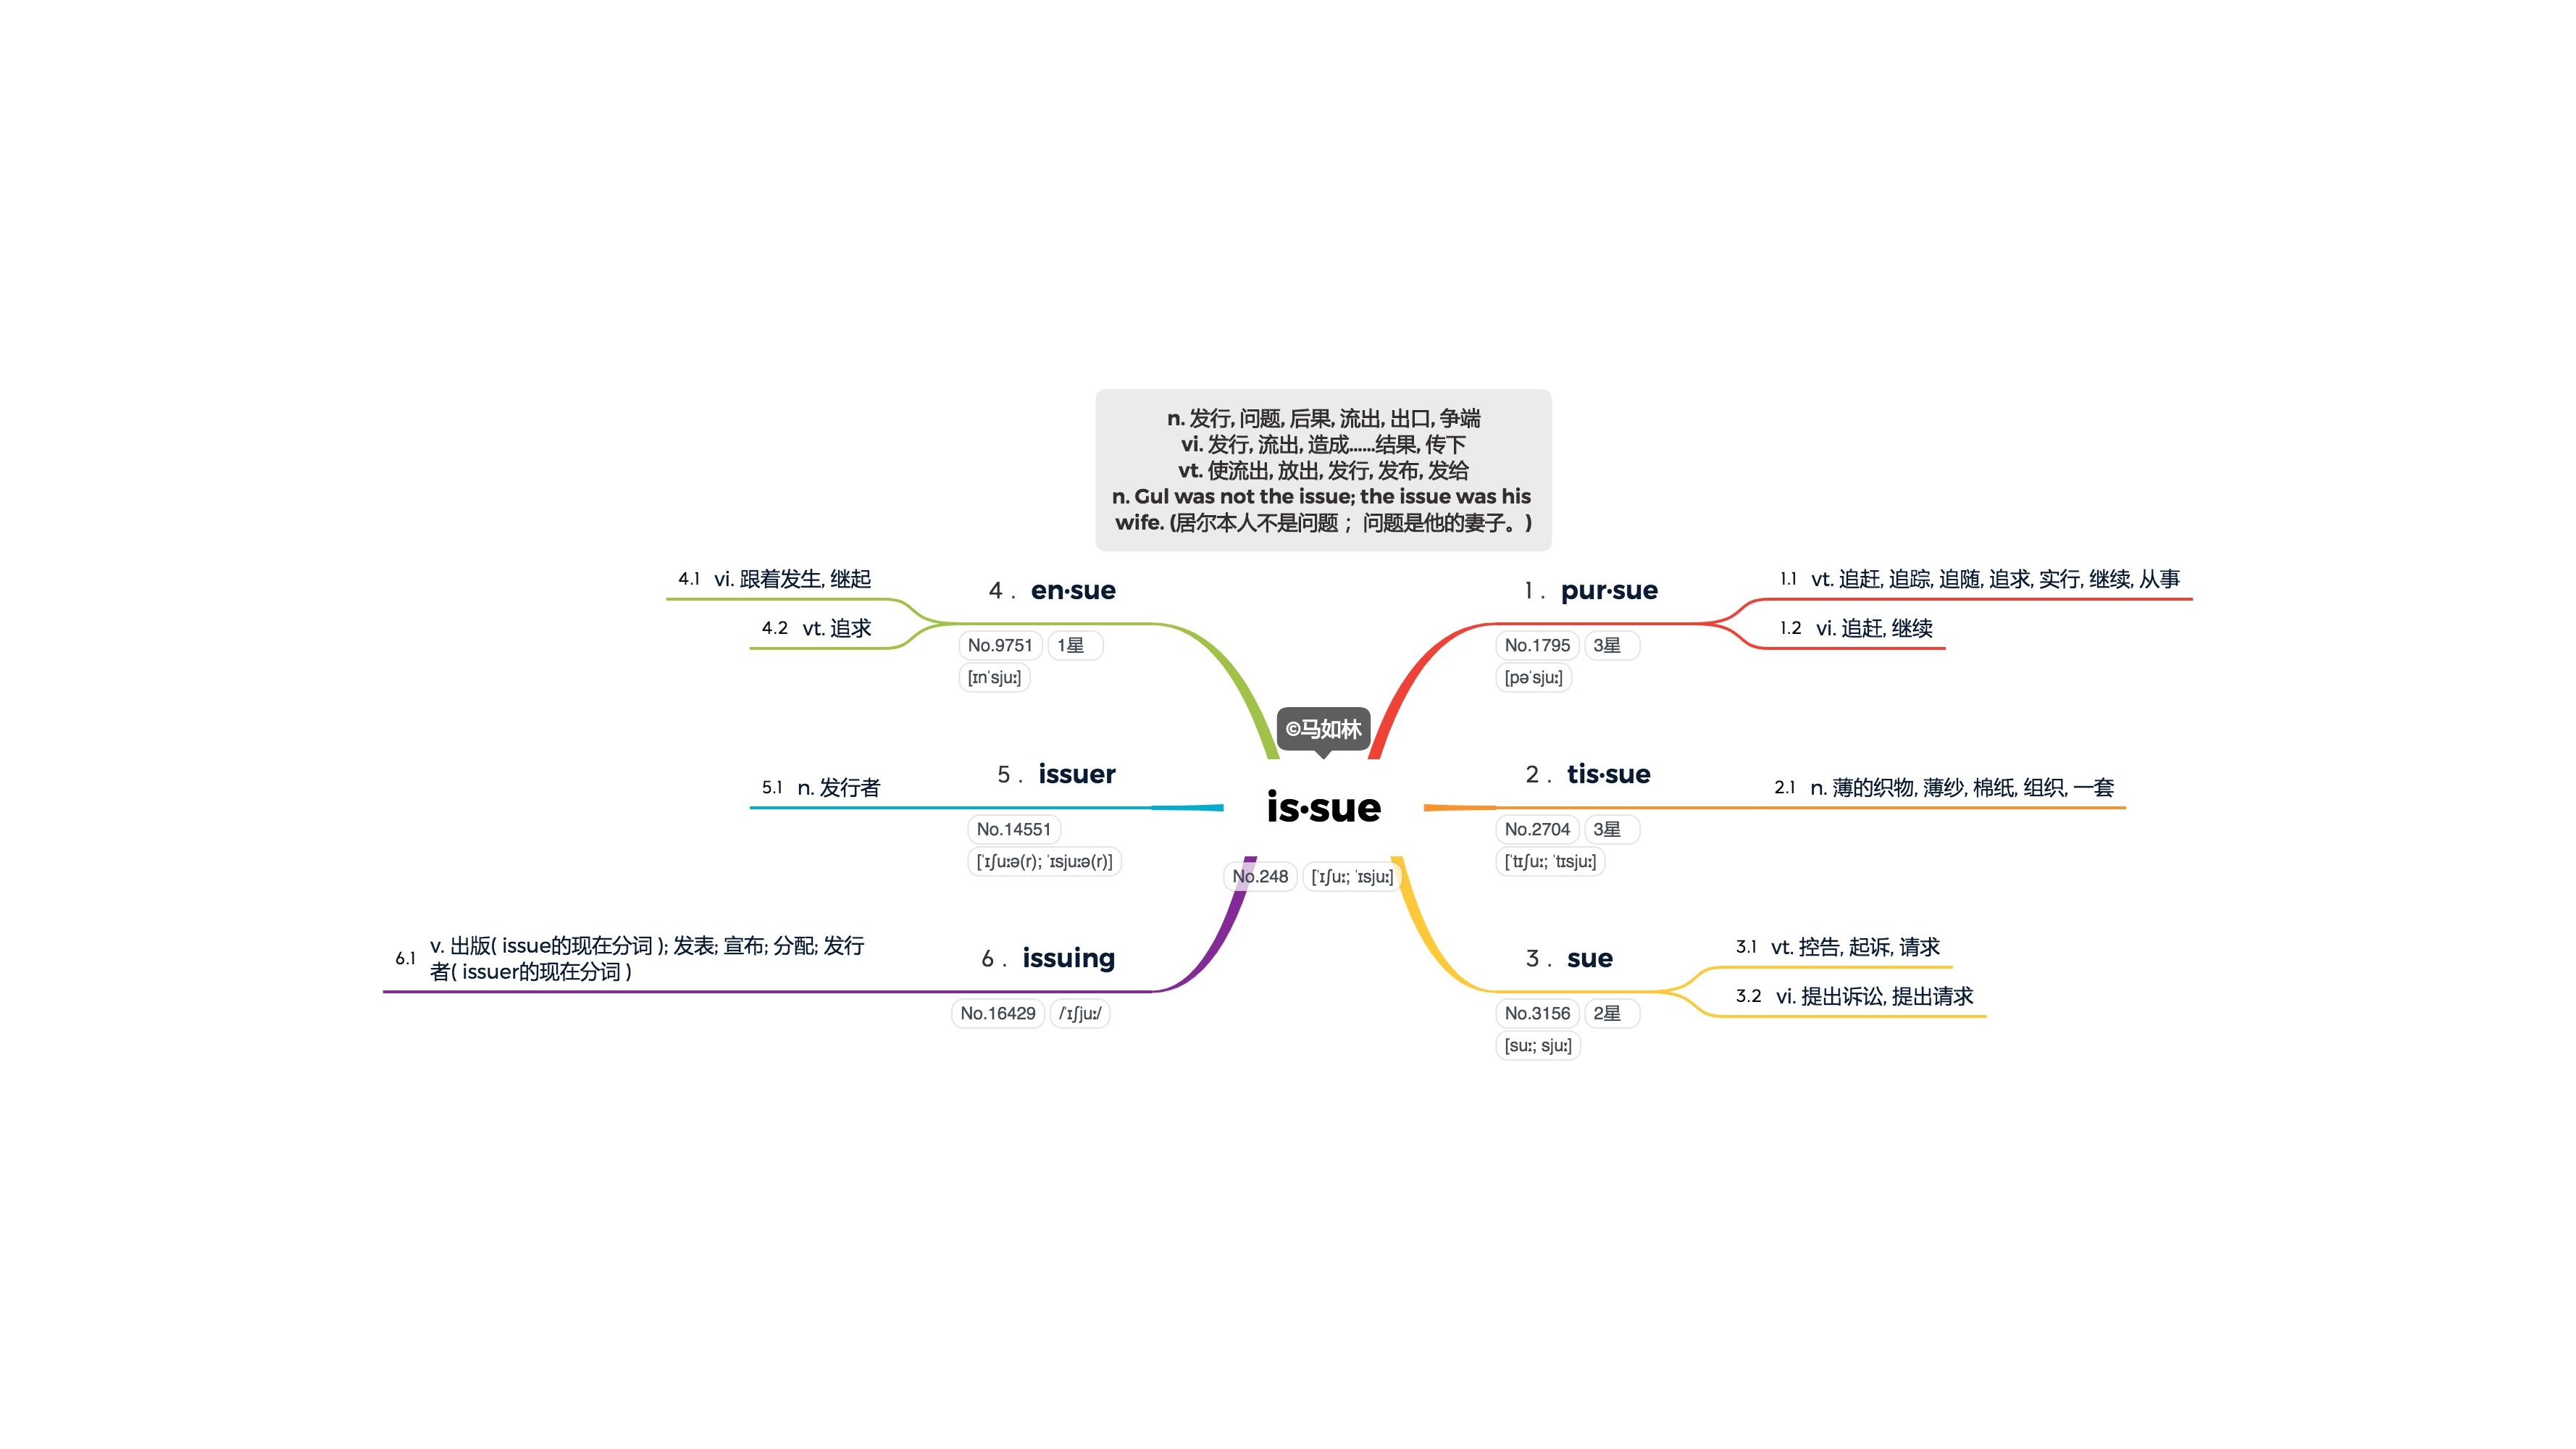 n. 发行, 问题, 后果, 流出, 出口, 争端
vi. 发行, 流出, 造成……结果, 传下
vt. 使流出, 放出, 发行, 发布, 发给
n. Gul was not the issue; the issue was his
wife. (居尔本人不是问题； 问题是他的妻子。)
©马如林
is·sue
No.248 [ˈɪʃuː; ˈɪsjuː]
1. pur·sue
No.1795 3星
[pəˈsjuː]
1.1 vt. 追赶, 追踪, 追随, 追求, 实行, 继续, 从事
1.2 vi. 追赶, 继续
2. tis·sue
No.2704 3星
[ˈtɪʃuː; ˈtɪsjuː]
2.1 n. 薄的织物, 薄纱, 棉纸, 组织, 一套
3. sue
No.3156 2星
[suː; sjuː]
3.1 vt. 控告, 起诉, 请求
3.2 vi. 提出诉讼, 提出请求
4. en·sue
No.9751 1星
[ɪnˈsjuː]
4.1 vi. 跟着发生, 继起
4.2 vt. 追求
5. issuer
No.14551
[ˈɪʃuːə(r); ˈɪsjuːə(r)]
5.1 n. 发行者
6. issuing
No.16429 /ˈɪʃjuː/
6.1 v. 出版( issue的现在分词 ); 发表; 宣布; 分配; 发行
者( issuer的现在分词 )